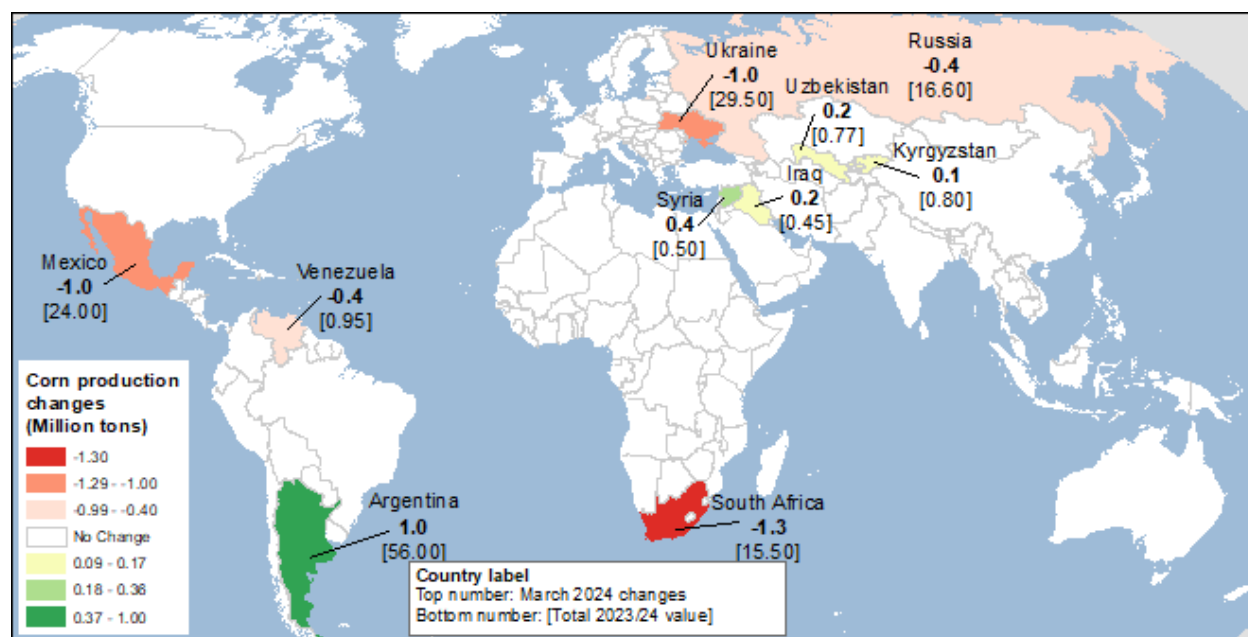 Ukraine
-1.0
[29.50]
Russia
-0.4
[16.60]
Uzbekistan
0.2
[0.77]
Kyrgyzstan
0.1
[0.80]
Iraq
0.2
[0.45]
Syria
0.4
[0.50]
Mexico
-1.0
[24.00]
Venezuela
-0.4
[0.95]
Argentina
1.0
[56.00]
South Africa
-1.3
[15.50]
Corn production
changes
(Million tons)
-1.30
-1.29 - -1.00
-0.99 - -0.40
No Change
0.09 - 0.17
0.18 - 0.36
0.37 - 1.00
Country label
Top number: March 2024 changes
Bottom number: [Total 2023/24 value]